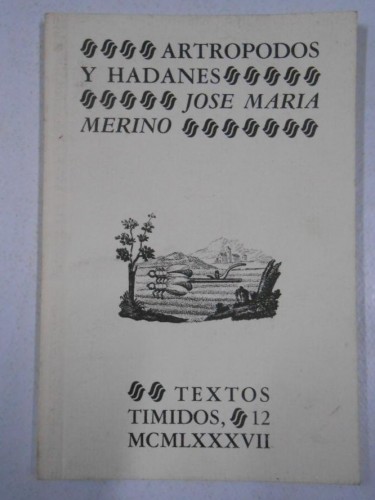 ARTROPODOS
Y HADANES
JOSE MARIA
MERINO
TEXTOS
TIMIDOS, 12
MCMLXXXVII